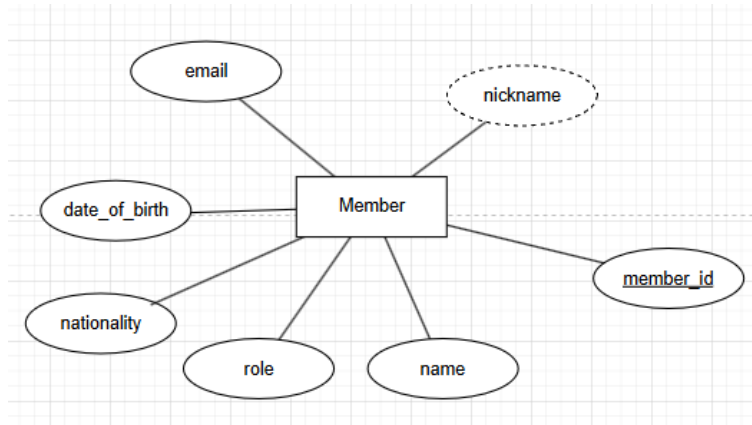 email
nickname
Member
date_of_birth
member_id
nationality
role
name